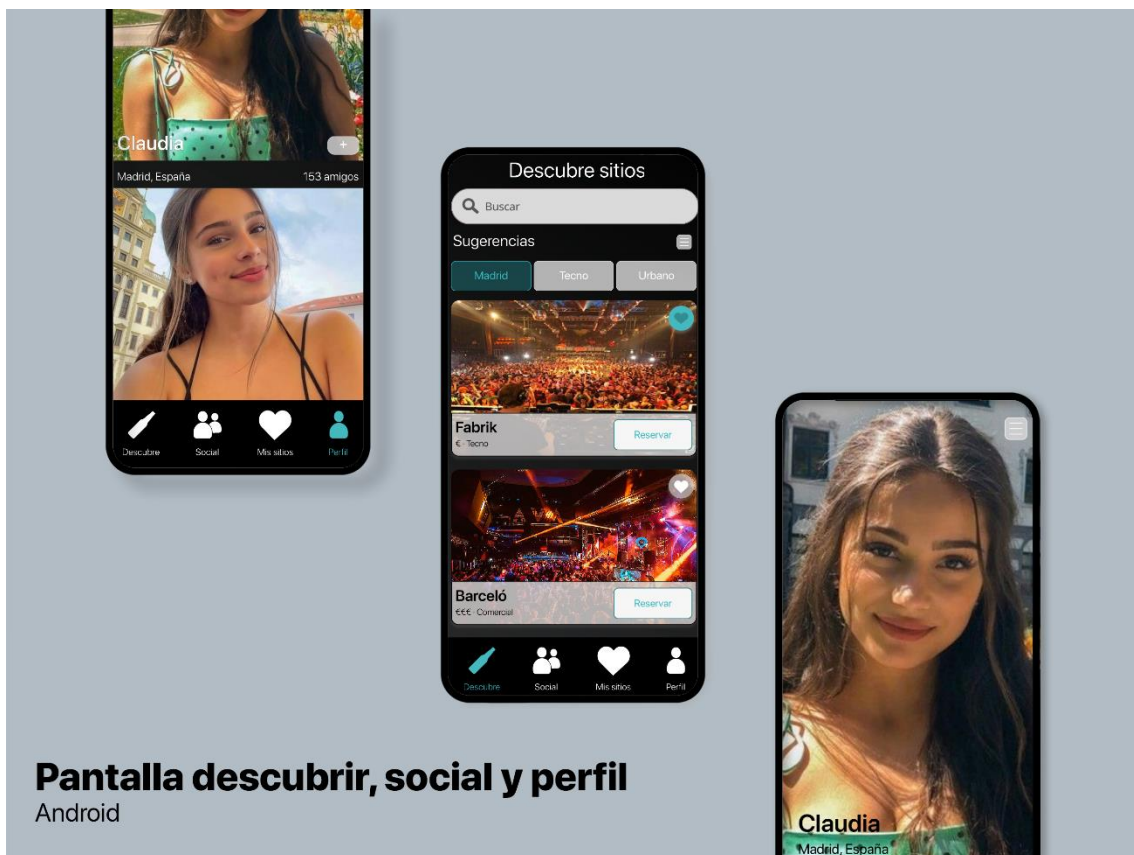 Claudia
+
Madrid, España 153 amigos
Descubre Social Mis sitios Perfil
Descubre sitios
Buscar
Sugerencias
Madrid Tecno Urbano
Fabrik
€ · Tecno
Reservar
Barceló
€€€ · Comercial
Reservar
Descubre Social Mis sitios Perfil
Claudia
Madrid, España
Pantalla descubrir, social y perfil
Android